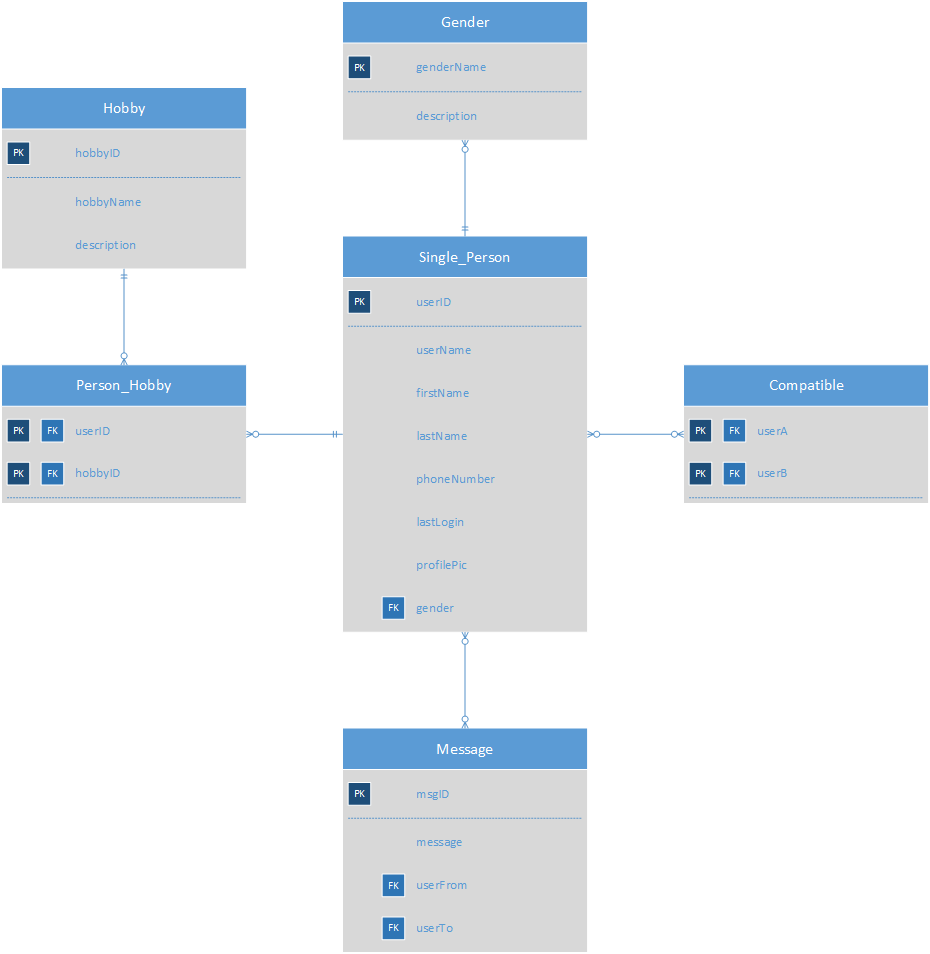 Gender
PK genderName
description
Hobby
PK hobbyID
hobbyName
description
Single_Person
PK userID
userName
firstName
lastName
phoneNumber
lastLogin
profilePic
FK gender
Person_Hobby
PK FK userID
PK FK hobbyID
Compatible
PK FK userA
PK FK userB
Message
PK msgID
message
FK userFrom
FK userTo